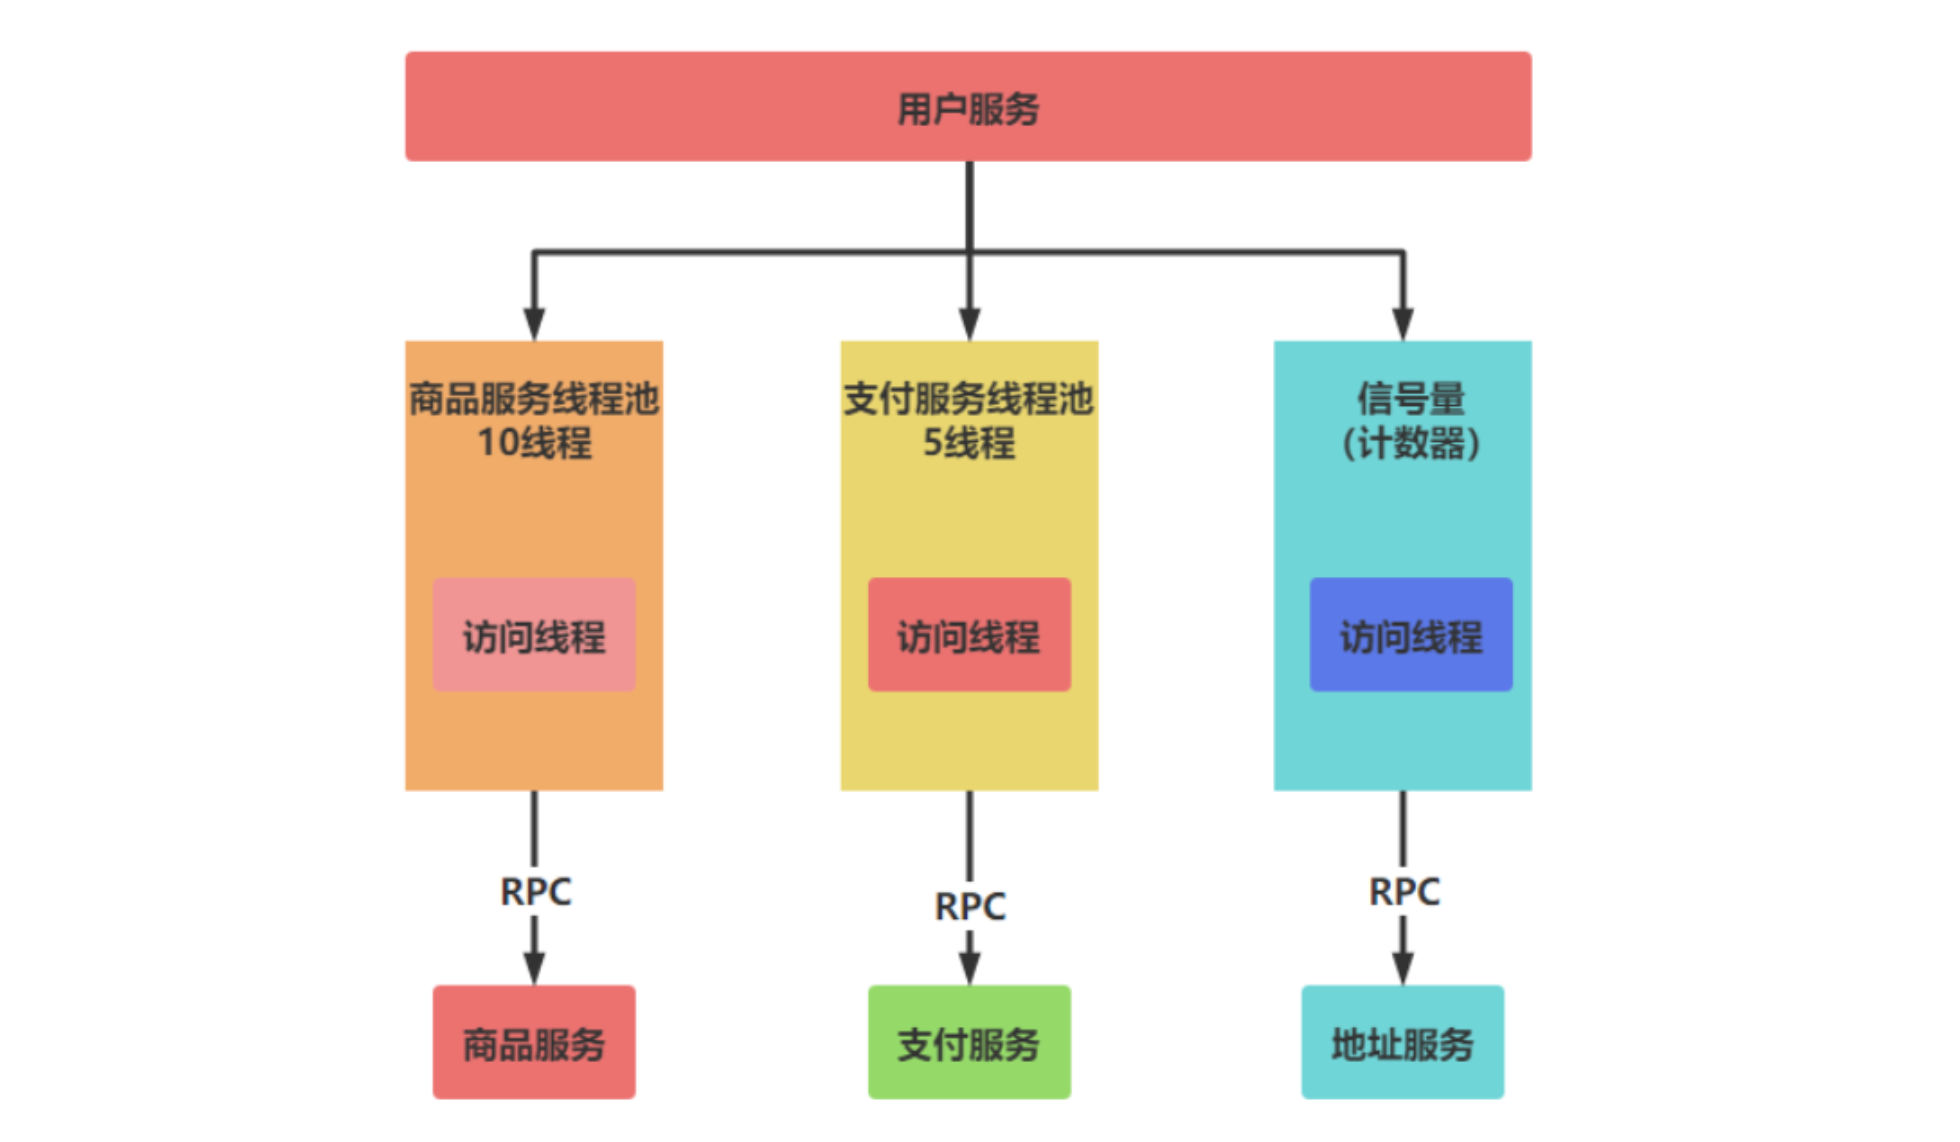 用户服务
商品服务线程池
10线程
支付服务线程池
5线程
信号量
(计数器)
访问线程
访问线程
访问线程
RPC
RPC
RPC
商品服务
支付服务
地址服务